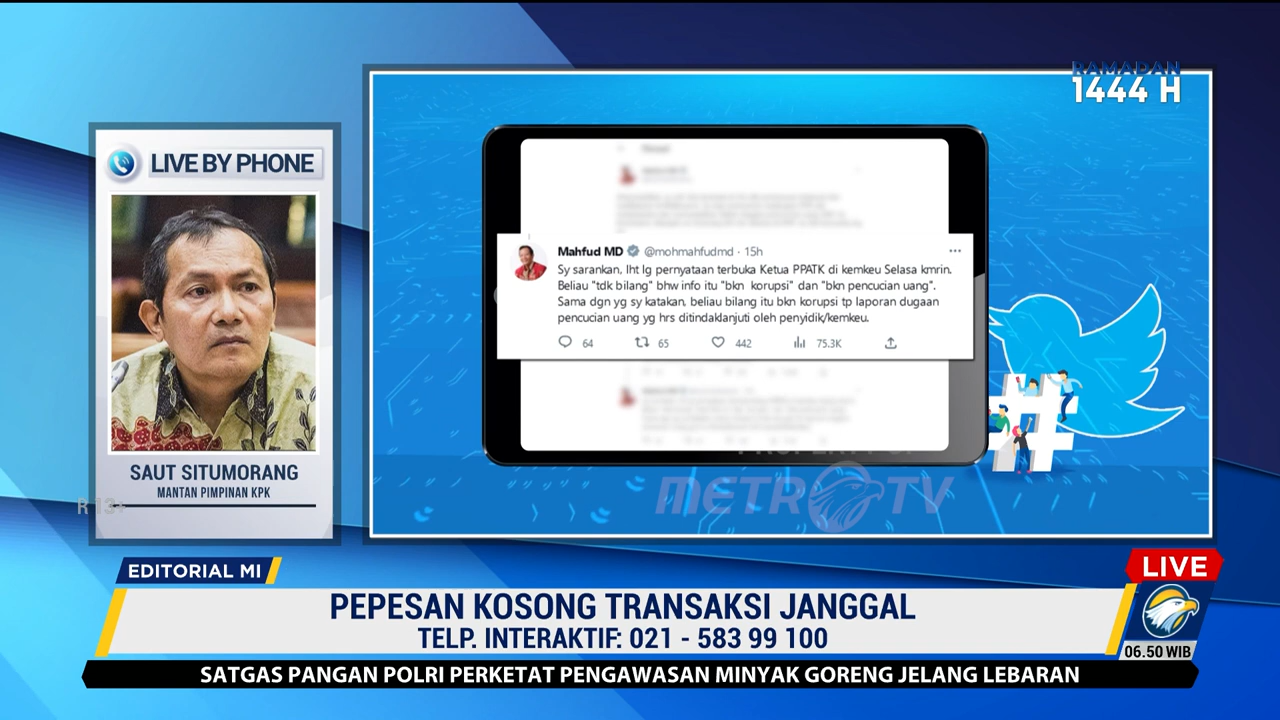 RAMADAN
1444 H
LIVE BY PHONE
SAUT SITUMORANG
MANTAN PIMPINAN KPK
R 13+
Mahfud MD @mohmahfudmd · 15h
Sy sarankan, lht lg pernyataan terbuka Ketua PPATK di kemkeu Selasa kmrin.
Beliau "tdk bilang" bhw info itu "bkn korupsi" dan "bkn pencucian uang".
Sama dgn yg sy katakan, beliau bilang itu bkn korupsi tp laporan dugaan
pencucian uang yg hrs ditindaklanjuti oleh penyidik/kemkeu.
64 65 442 75.3K
METRO TV
EDITORIAL MI
LIVE
PEPESAN KOSONG TRANSAKSI JANGGAL
TELP. INTERAKTIF: 021 - 583 99 100
06.50 WIB
SATGAS PANGAN POLRI PERKETAT PENGAWASAN MINYAK GORENG JELANG LEBARAN